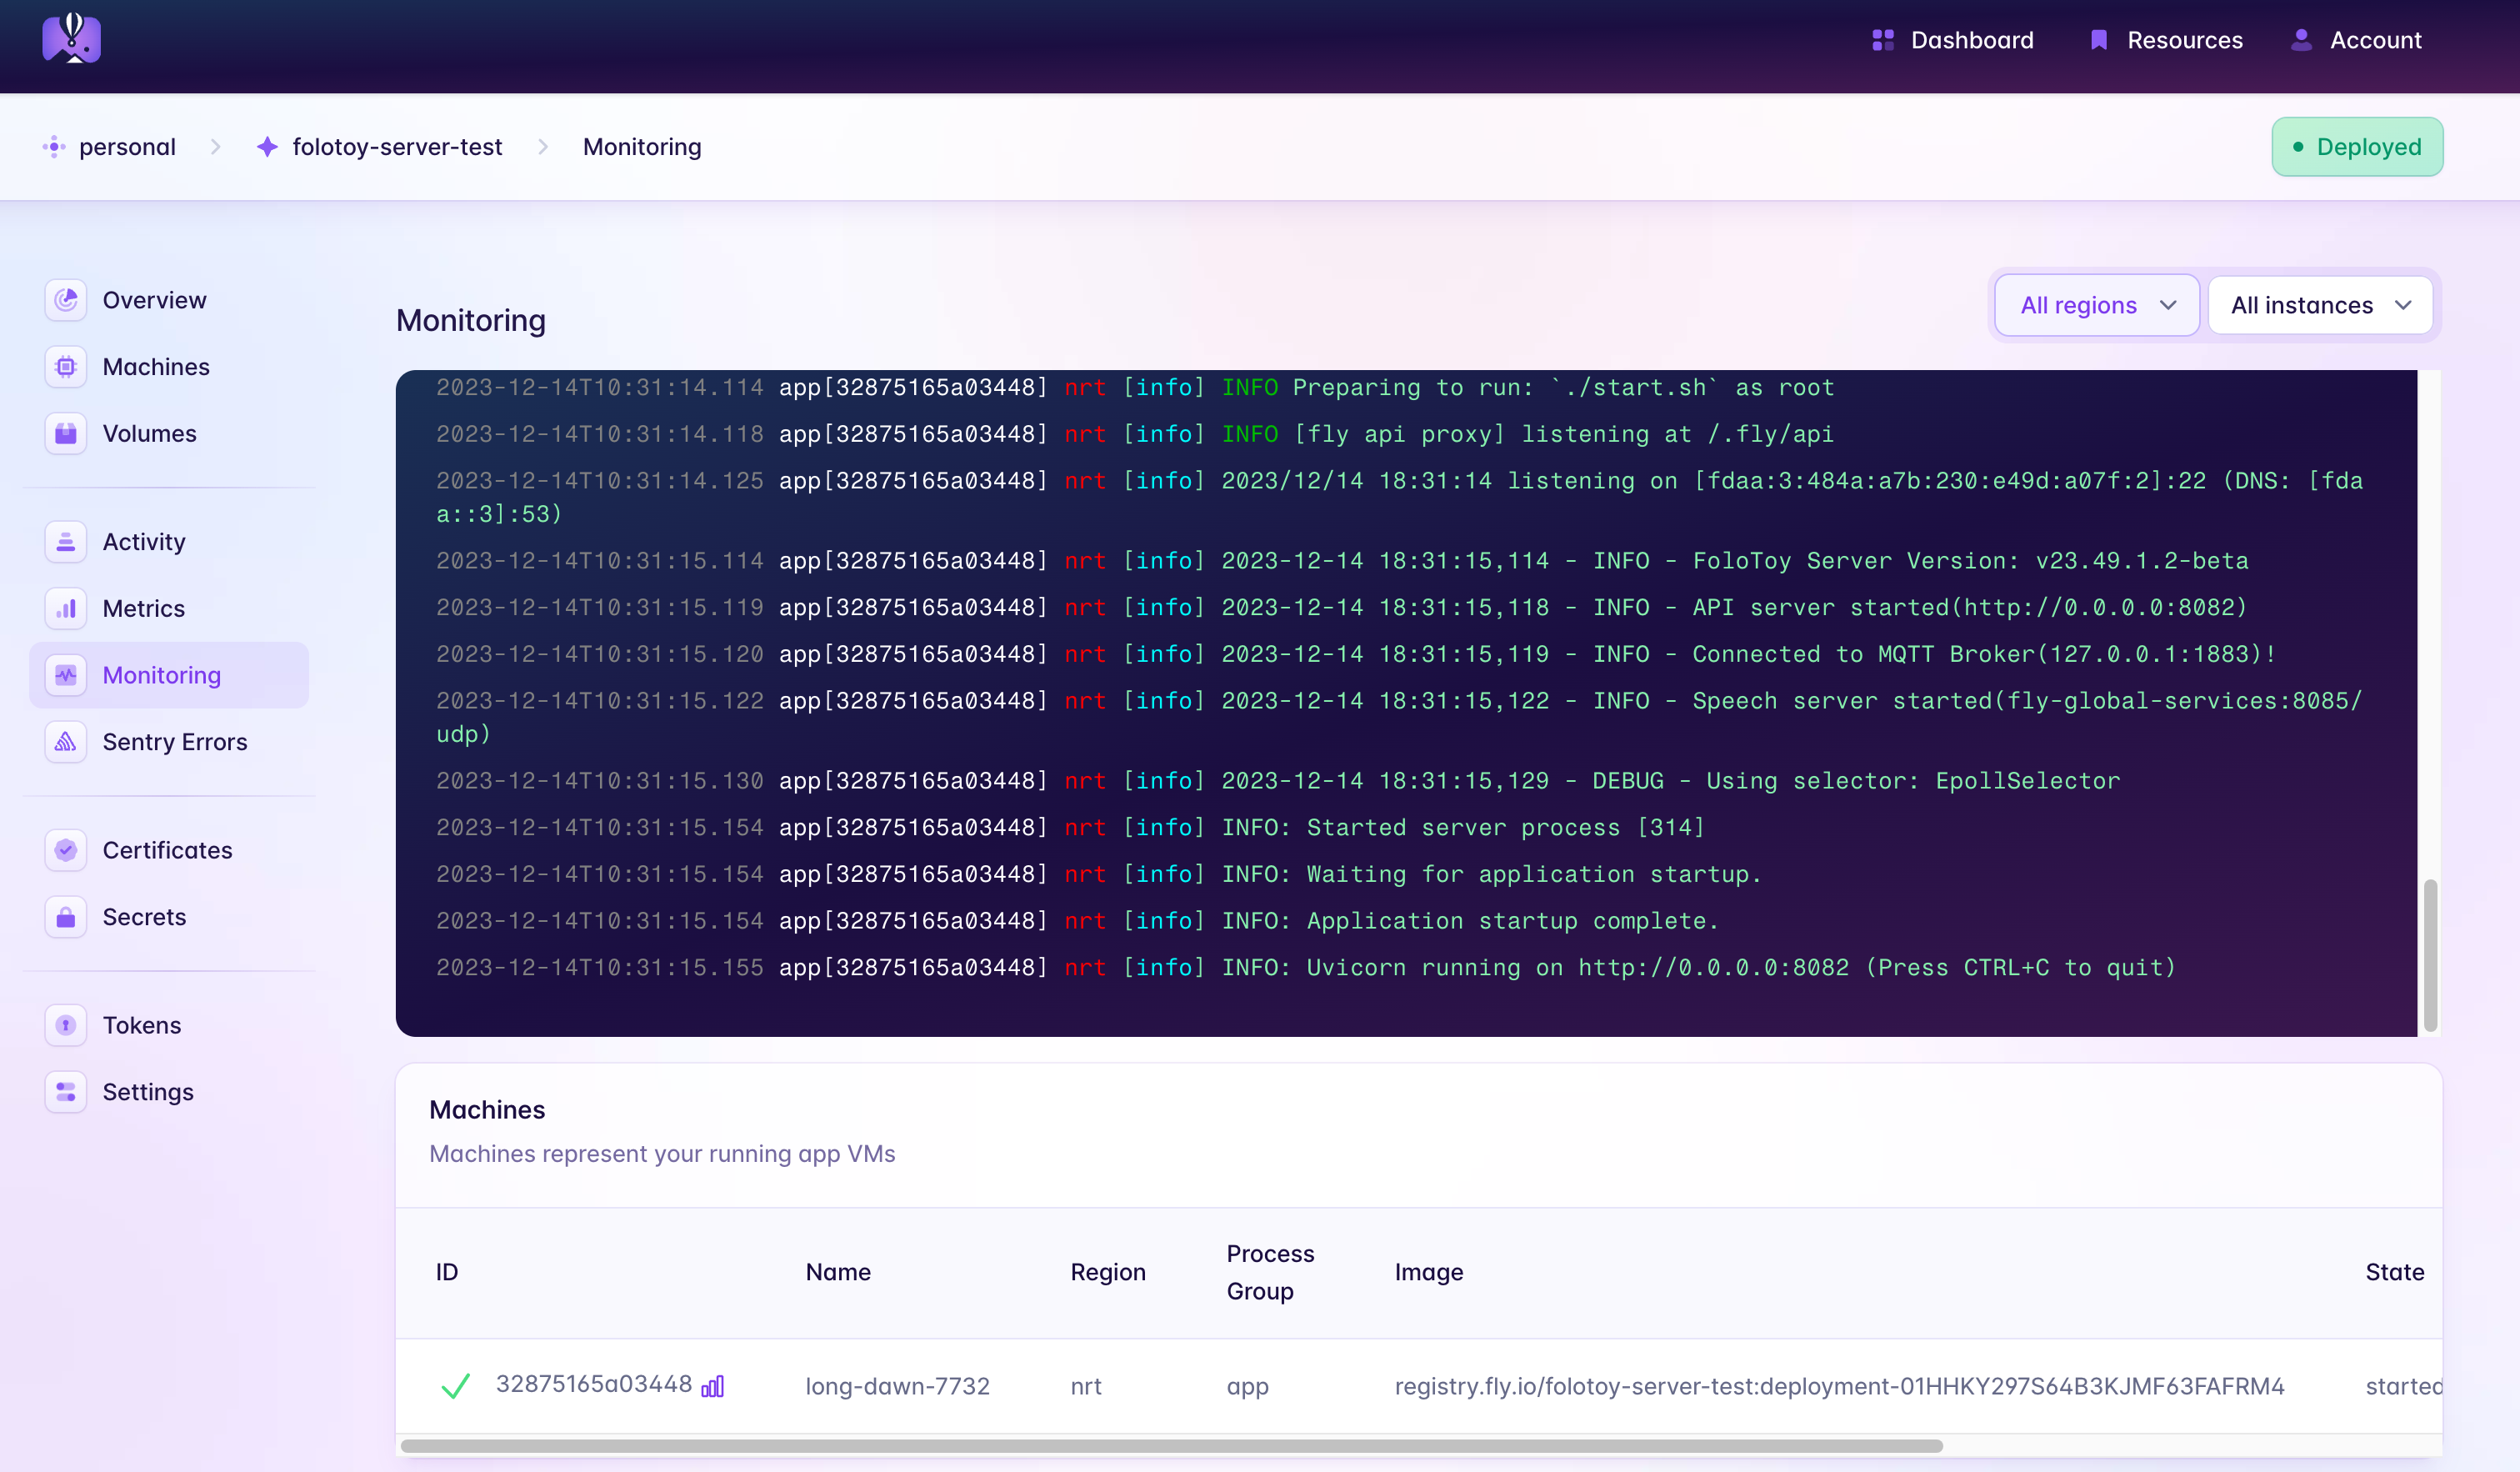 Dashboard Resources Account
personal folotoy-server-test Monitoring
Deployed
Overview
Machines
Volumes
Activity
Metrics
Monitoring
Sentry Errors
Certificates
Secrets
Tokens
Settings
Monitoring
All regions All instances
2023-12-14T10:31:14.114 app[32875165a03448] nrt [info] INFO Preparing to run: `./start.sh` as root
2023-12-14T10:31:14.118 app[32875165a03448] nrt [info] INFO [fly api proxy] listening at /.fly/api
2023-12-14T10:31:14.125 app[32875165a03448] nrt [info] 2023/12/14 18:31:14 listening on [fdaa:3:484a:a7b:230:e49d:a07f:2]:22 (DNS: [fda
a::3]:53)
2023-12-14T10:31:15.114 app[32875165a03448] nrt [info] 2023-12-14 18:31:15,114 - INFO - FoloToy Server Version: v23.49.1.2-beta
2023-12-14T10:31:15.119 app[32875165a03448] nrt [info] 2023-12-14 18:31:15,118 - INFO - API server started(http://0.0.0.0:8082)
2023-12-14T10:31:15.120 app[32875165a03448] nrt [info] 2023-12-14 18:31:15,119 - INFO - Connected to MQTT Broker(127.0.0.1:1883)!
2023-12-14T10:31:15.122 app[32875165a03448] nrt [info] 2023-12-14 18:31:15,122 - INFO - Speech server started(fly-global-services:8085/
udp)
2023-12-14T10:31:15.130 app[32875165a03448] nrt [info] 2023-12-14 18:31:15,129 - DEBUG - Using selector: EpollSelector
2023-12-14T10:31:15.154 app[32875165a03448] nrt [info] INFO: Started server process [314]
2023-12-14T10:31:15.154 app[32875165a03448] nrt [info] INFO: Waiting for application startup.
2023-12-14T10:31:15.154 app[32875165a03448] nrt [info] INFO: Application startup complete.
2023-12-14T10:31:15.155 app[32875165a03448] nrt [info] INFO: Uvicorn running on http://0.0.0.0:8082 (Press CTRL+C to quit)
Machines
Machines represent your running app VMs
ID Name Region Process Group Image State
32875165a03448 long-dawn-7732 nrt app registry.fly.io/folotoy-server-test:deployment-01HHKY297S64B3KJMF63FAFRM4 started